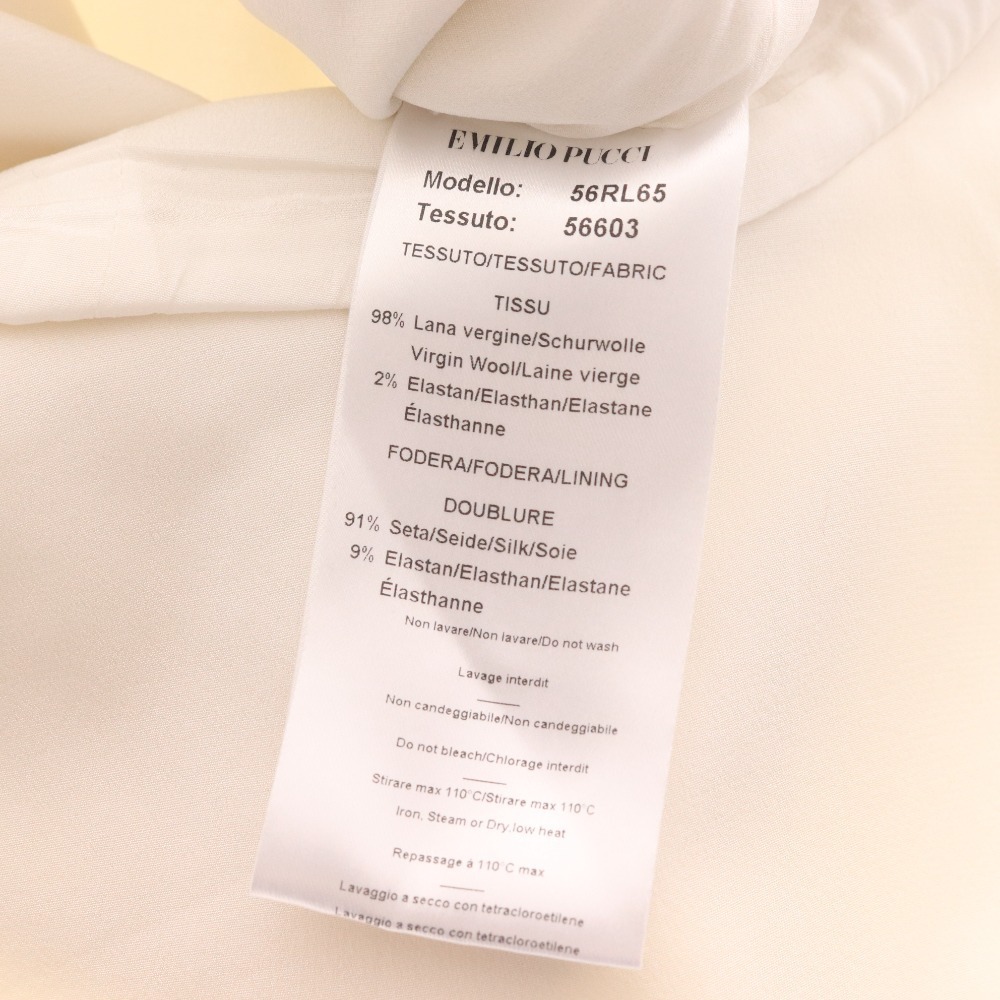 EMILIO PUCCI
Modello: 56RL65
Tessuto: 56603
TESSUTO/TESSUTO/FABRIC
TISSU
98% Lana vergine/Schurwolle
Virgin Wool/Laine vierge
2% Elastan/Elasthan/Elastane
Élasthanne
FODERA/FODERA/LINING
DOUBLURE
91% Seta/Seide/Silk/Soie
9% Elastan/Elasthan/Elastane
Élasthanne
Non lavare/Non lavare/Do not wash
Lavage interdit
Non candeggiabile/Non candeggiabile
Do not bleach/Chlorage interdit
Stirare max 110°C/Stirare max 110°C
Iron, Steam or Dry,low heat
Repassage à 110°C max
Lavaggio a secco con tetracloroetilene
Lavaggio a secco con tetracloroetilene